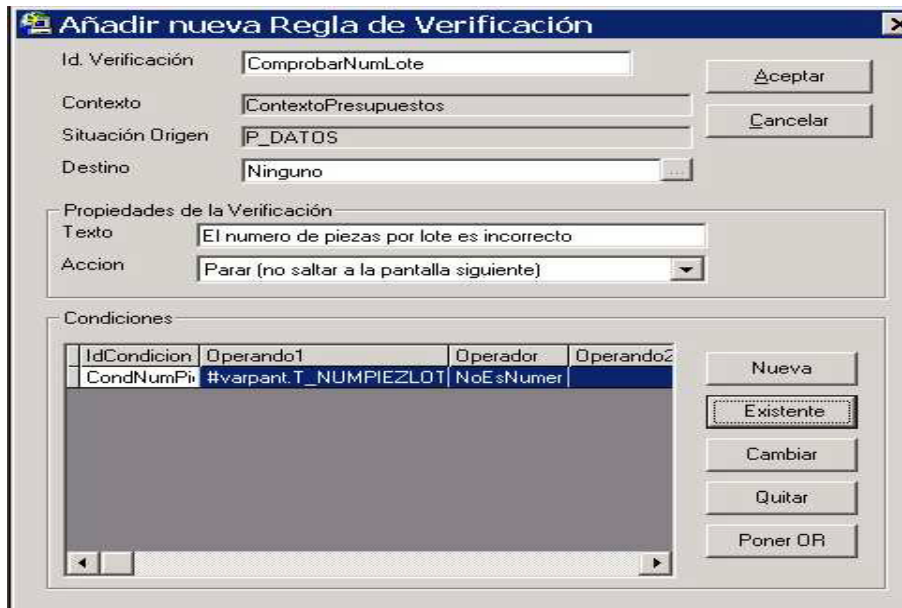 Añadir nueva Regla de Verificación
Id. Verificación ComprobarNumLote
Aceptar
Contexto ContextoPresupuestos
Cancelar
Situación Origen P_DATOS
Destino Ninguno ...
Propiedades de la Verificación
Texto El numero de piezas por lote es incorrecto
Accion Parar (no saltar a la pantalla siguiente)
Condiciones
IdCondicion Operando1 Operador Operando2
CondNumPi #varpant.T_NUMPIEZLOT NoEsNumer
Nueva
Existente
Cambiar
Quitar
Poner OR